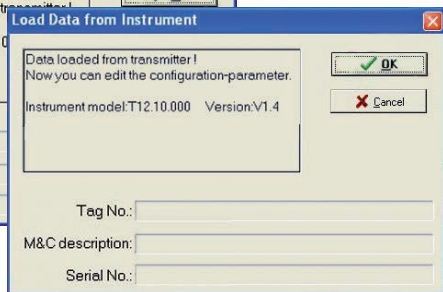 Load Data from Instrument
Data loaded from transmitter !
Now you can edit the configuration-parameter.
Instrument model:T12.10.000 Version:V1.4
OK
Cancel
Tag No.:
M&C description:
Serial No.: